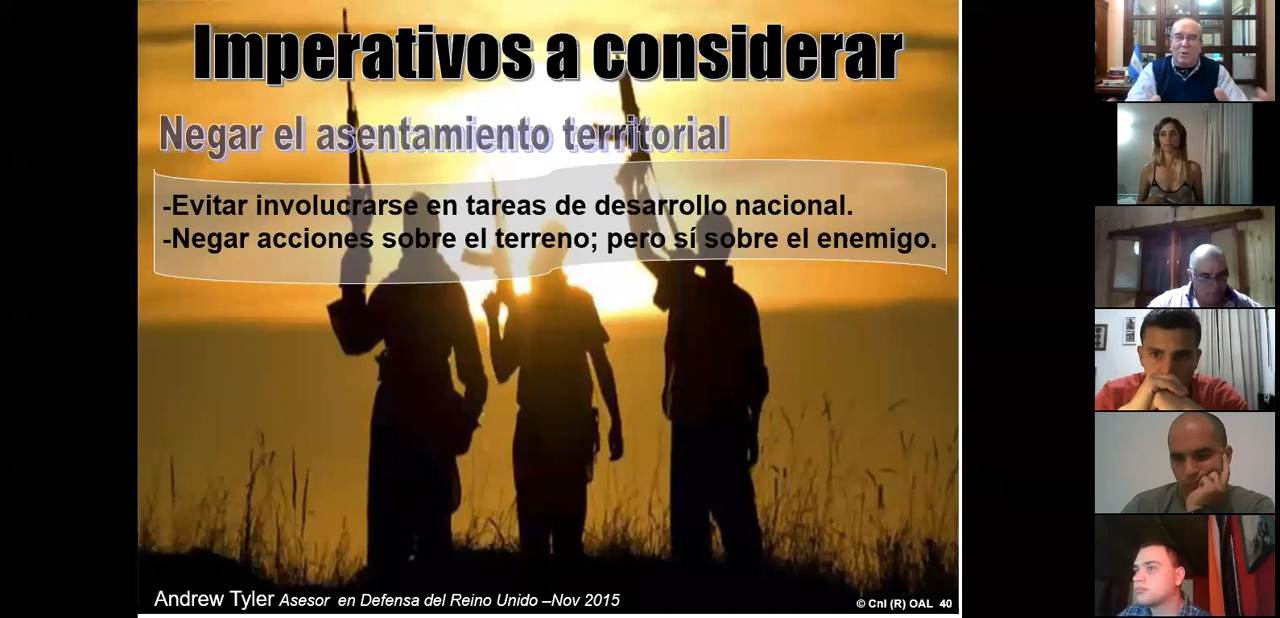 Imperativos a considerar
Negar el asentamiento territorial
-Evitar involucrarse en tareas de desarrollo nacional.
-Negar acciones sobre el terreno; pero sí sobre el enemigo.
Andrew Tyler Asesor en Defensa del Reino Unido –Nov 2015
© Cnl (R) OAL 40